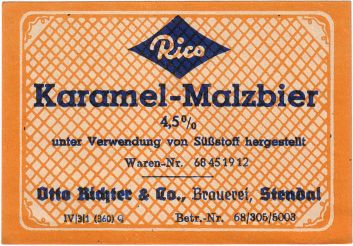 Rico
Karamel-Malzbier
4,5%
unter Verwendung von Süßstoff hergestellt
Waren-Nr. 68 45 19 12
Otto Richter & Co., Brauerei, Stendal
IV/3/1 (360) G Betr.-Nr. 68/305/5003